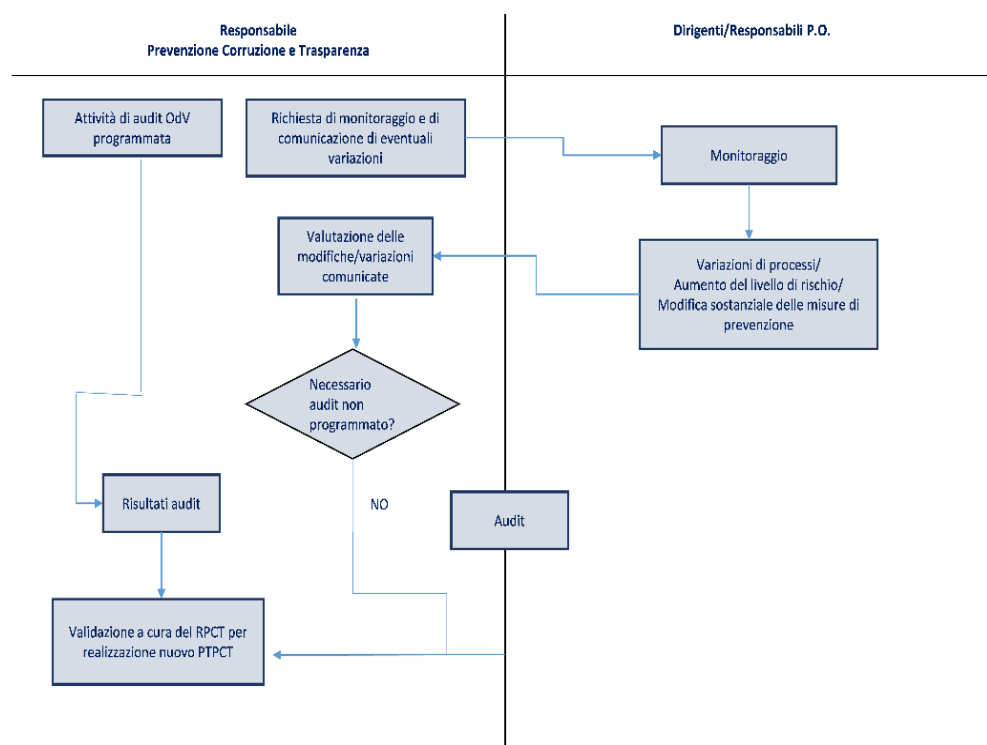 Responsabile
Prevenzione Corruzione e Trasparenza
Dirigenti/Responsabili P.O.
Attività di audit OdV
programmata
Richiesta di monitoraggio e di
comunicazione di eventuali
variazioni
Monitoraggio
Valutazione delle
modifiche/variazioni
comunicate
Variazioni di processi/
Aumento del livello di rischio/
Modifica sostanziale delle misure di
prevenzione
Necessario
audit non
programmato?
Risultati audit
NO
Audit
Validazione a cura del RPCT per
realizzazione nuovo PTPCT